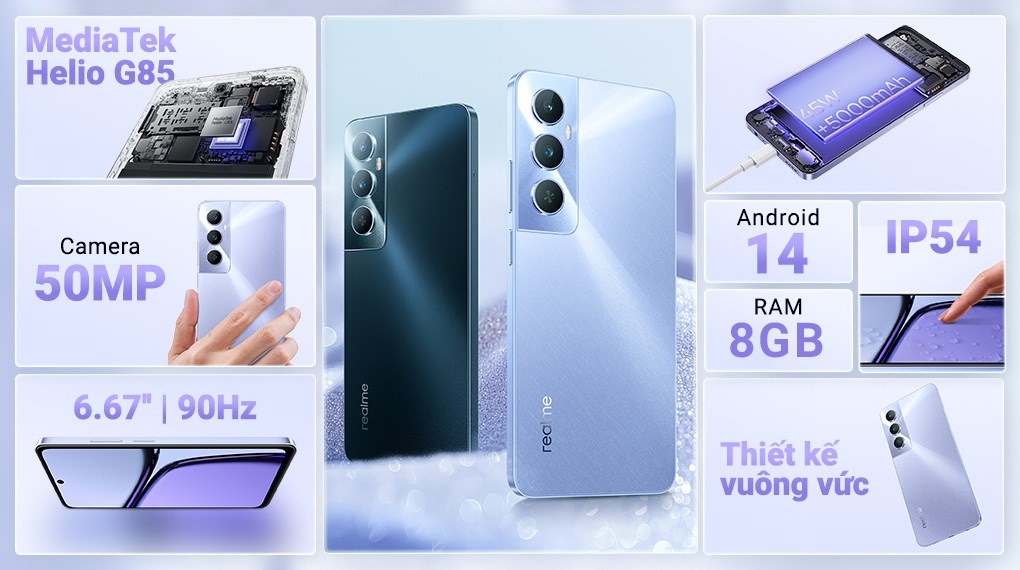 MediaTek
Helio G85
Camera
50MP
6.67" | 90Hz
realme
realme
45W
+5000mAh
Android
14
RAM
8GB
IP54
Thiết kế
vuông vức
realme